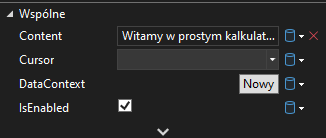 Wspólne
Content Witamy w prostym kalkulat...
Cursor
DataContext Nowy
IsEnabled